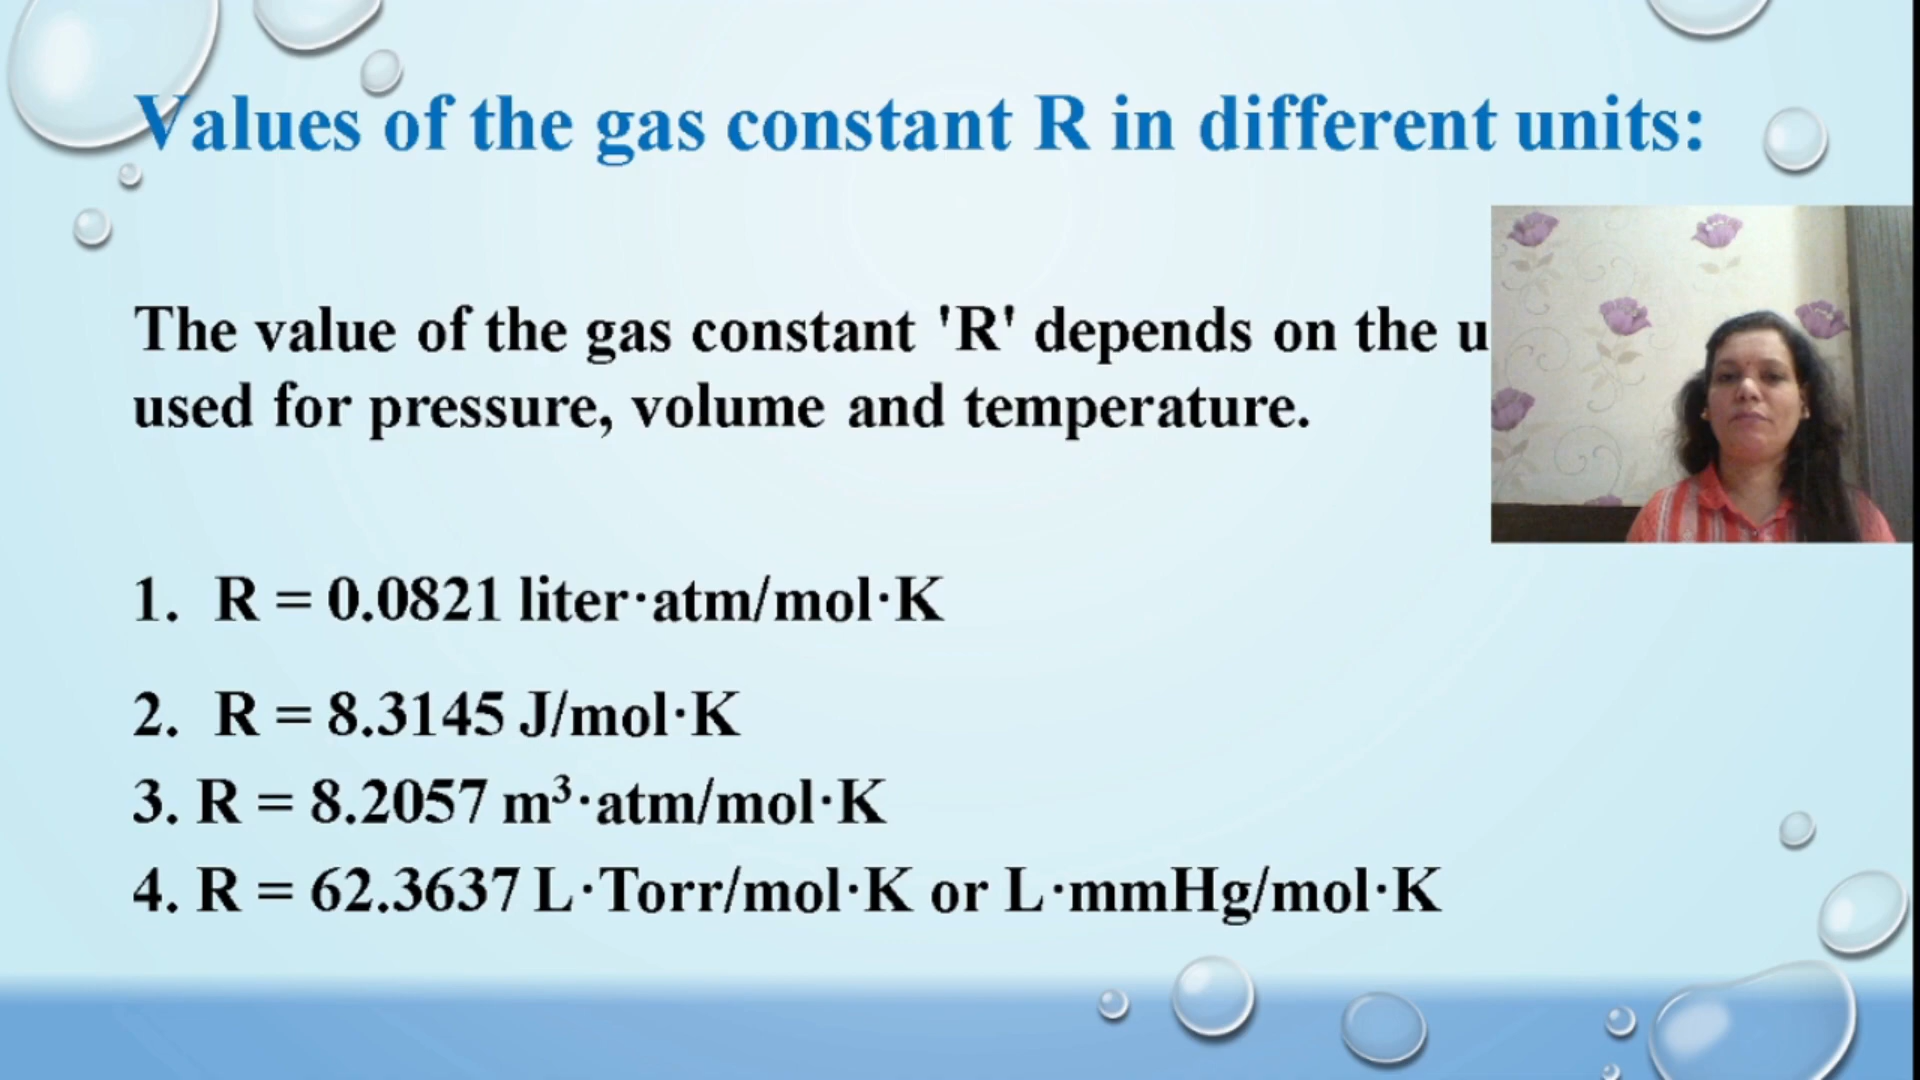 Values of the gas constant R in different units:
The value of the gas constant 'R' depends on the
used for pressure, volume and temperature.
1. R = 0.0821 liter·atm/mol·K
2. R = 8.3145 J/mol·K
3. R = 8.2057 m³·atm/mol·K
4. R = 62.3637 L·Torr/mol·K or L·mmHg/mol·K